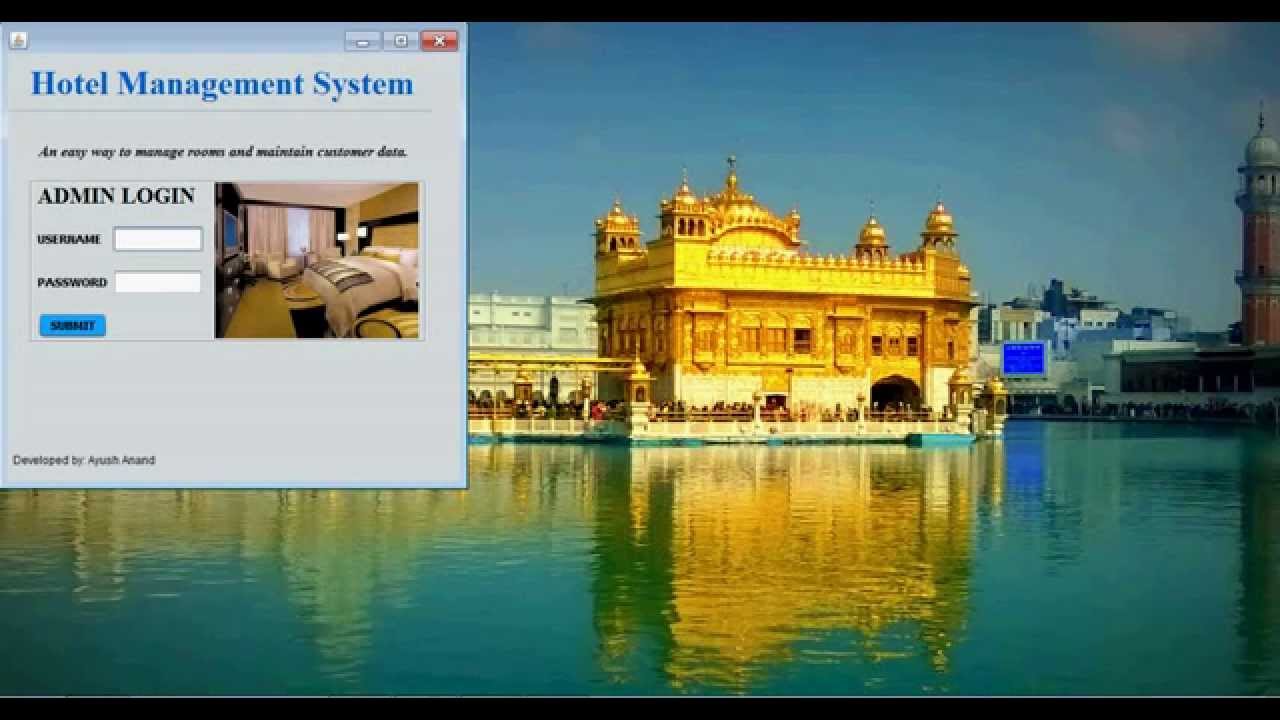 Hotel Management System
An easy way to manage rooms and maintain customer data.
ADMIN LOGIN
USERNAME
PASSWORD
SUBMIT
Developed by: Ayush Anand